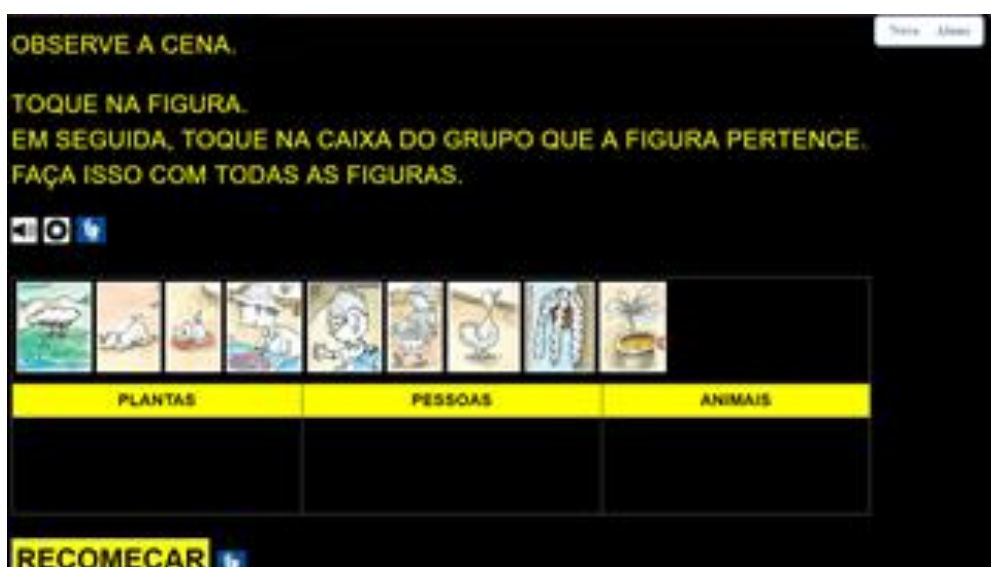 OBSERVE A CENA.
TOQUE NA FIGURA.
EM SEGUIDA, TOQUE NA CAIXA DO GRUPO QUE A FIGURA PERTENCE.
FAÇA ISSO COM TODAS AS FIGURAS.
PLANTAS PESSOAS ANIMAIS
RECOMEÇAR